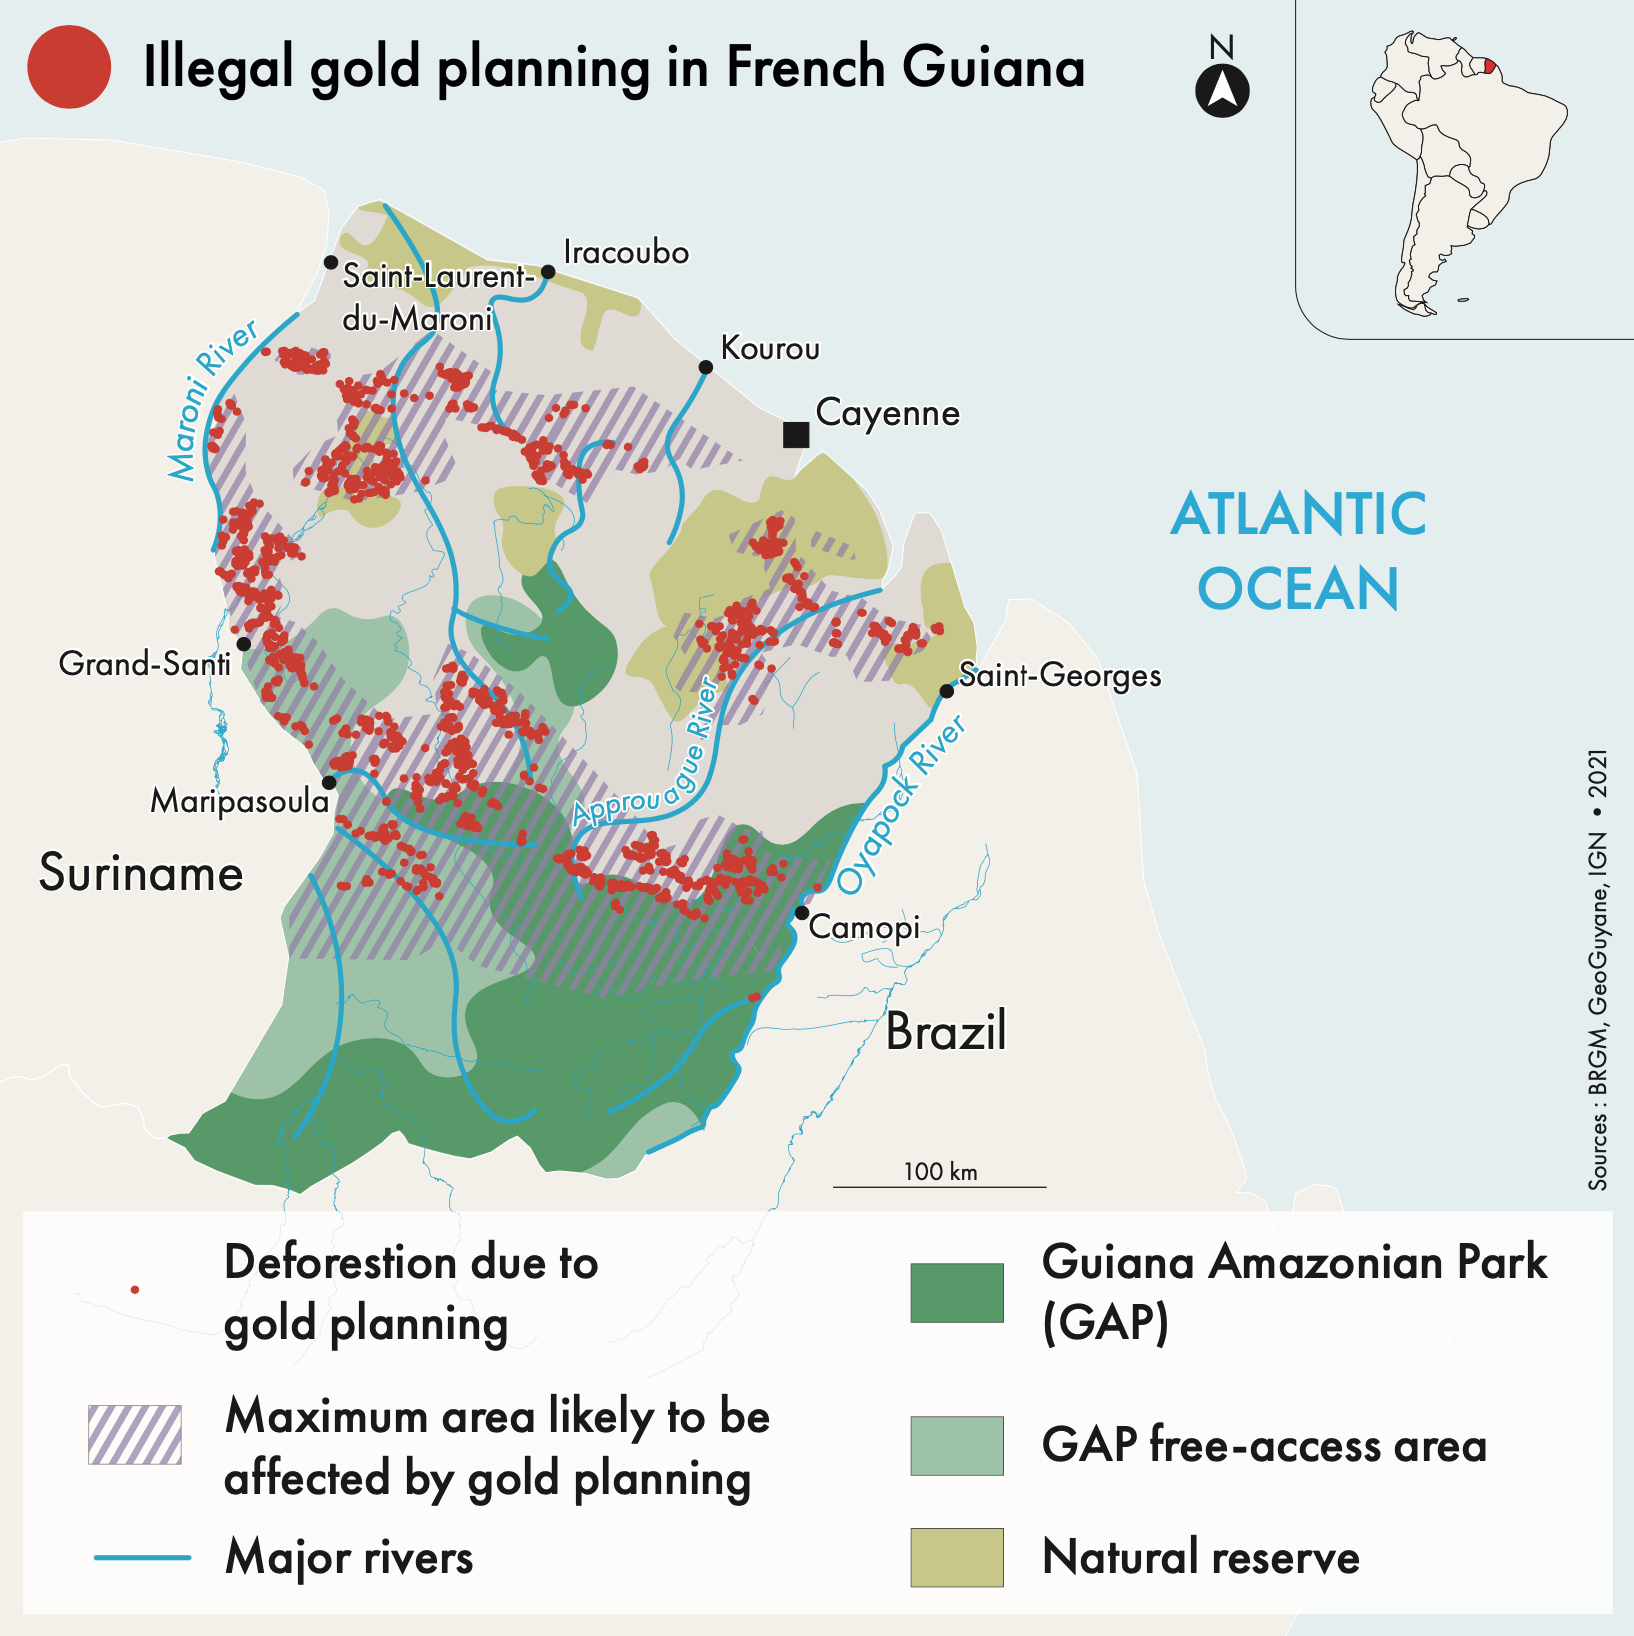 Illegal gold planning in French Guiana
N
Iracoubo
Saint-Laurent-
du-Maroni
Maroni River
Kourou
Cayenne
ATLANTIC
OCEAN
Grand-Santi
Saint-Georges
Approuague River
Oyapock River
Maripasoula
Suriname
Camopi
Brazil
100 km
Sources : BRGM, GeoGuyane, IGN • 2021
Deforestion due to
gold planning
Maximum area likely to be
affected by gold planning
Major rivers
Guiana Amazonian Park
(GAP)
GAP free-access area
Natural reserve